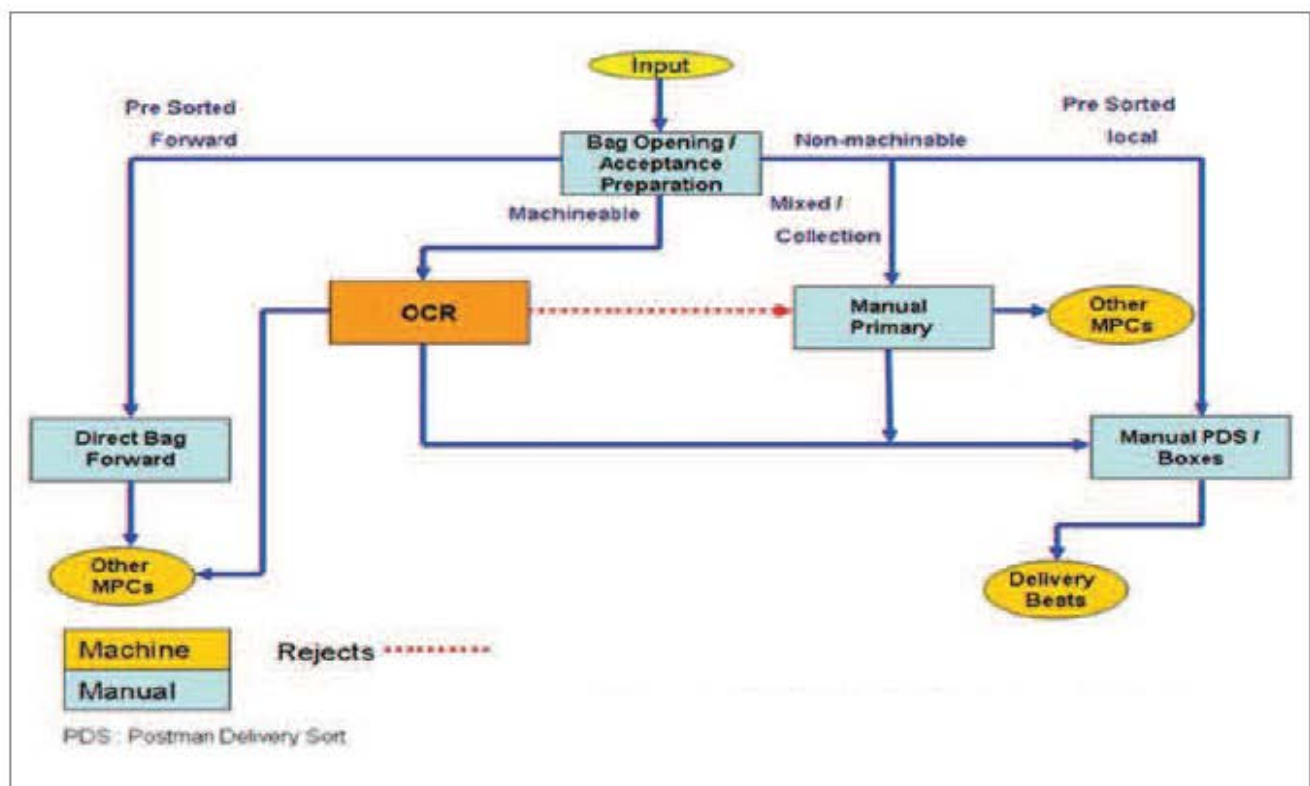 Input
Pre Sorted
Forward
Pre Sorted
local
Bag Opening /
Acceptance
Preparation
Non-machinable
Machineable
Mixed /
Collection
OCR
Manual
Primary
Other
MPCs
Direct Bag
Forward
Manual PDS /
Boxes
Other
MPCs
Delivery
Beats
Machine
Manual
Rejects
PDS : Postman Delivery Sort